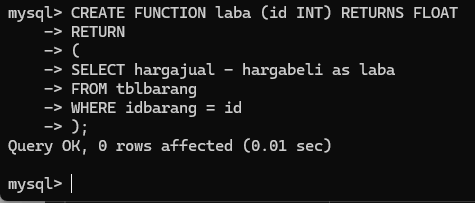 mysql> CREATE FUNCTION laba (id INT) RETURNS FLOAT
    -> RETURN
    -> (
    -> SELECT hargajual - hargabeli as laba
    -> FROM tblbarang
    -> WHERE idbarang = id
    -> );
Query OK, 0 rows affected (0.01 sec)
mysql>